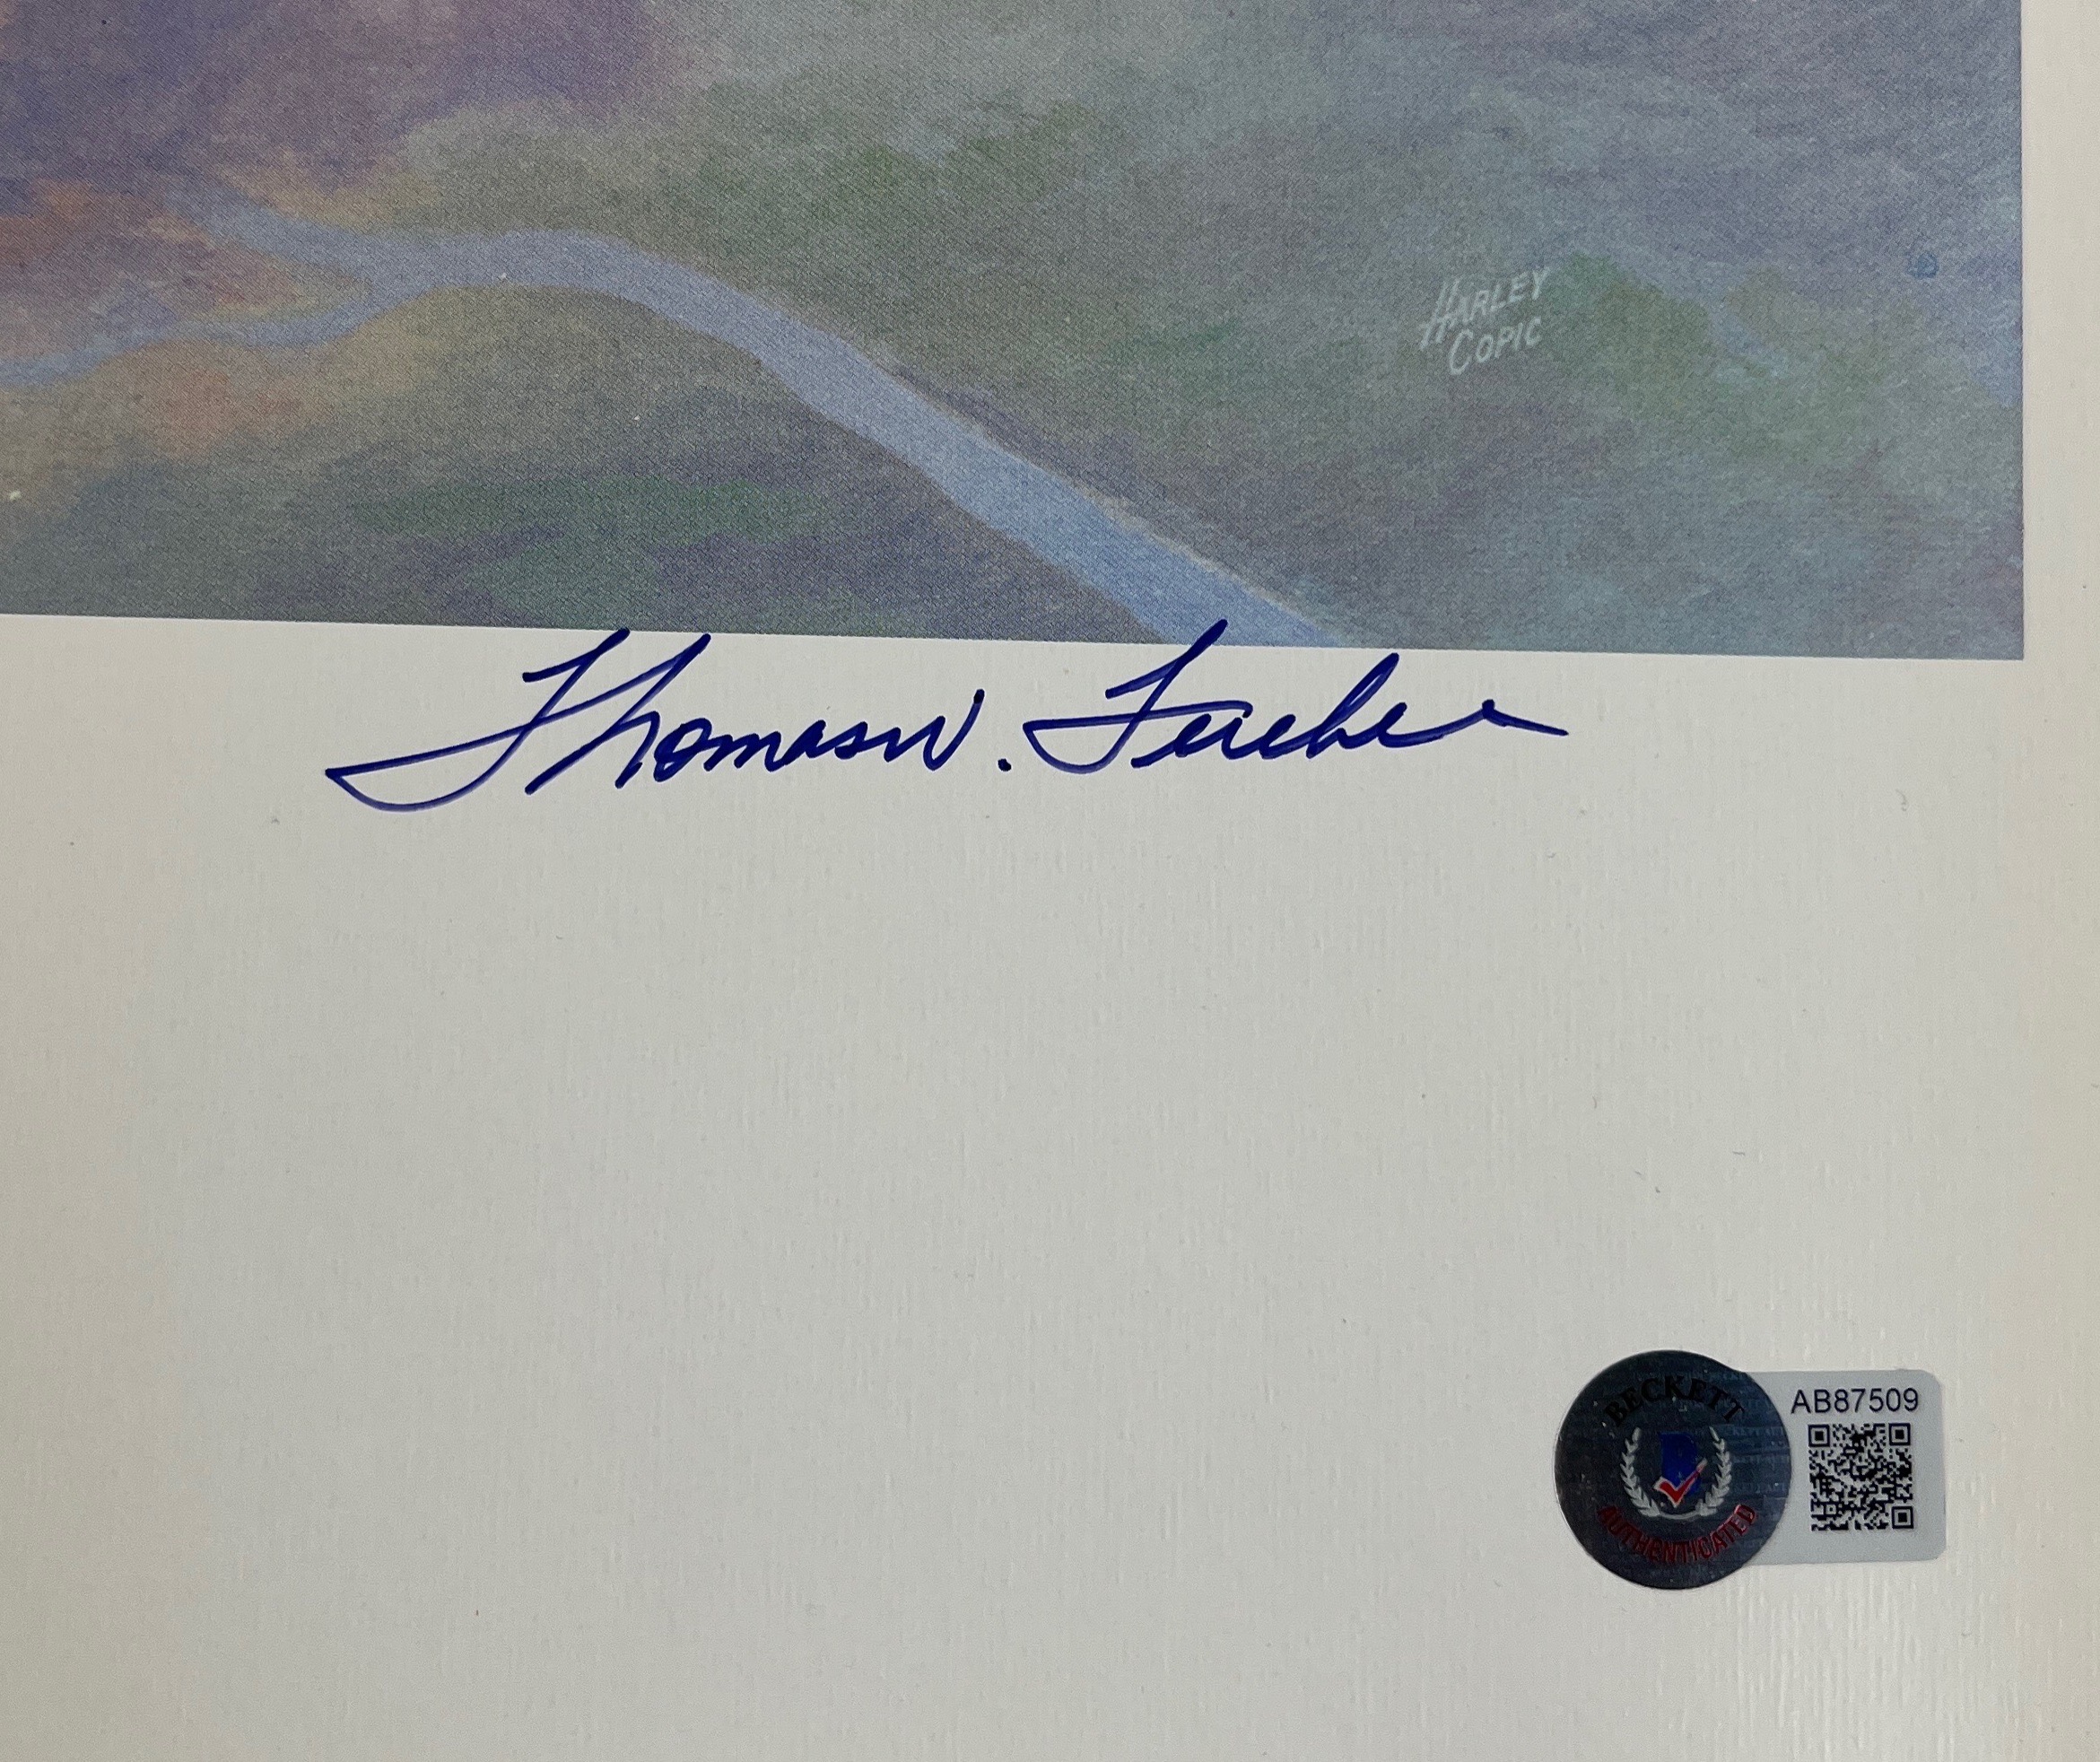 HARLEY
COPIC
Thomas W. Ferebee
BECKETT
AUTHENTICATED
AB87509